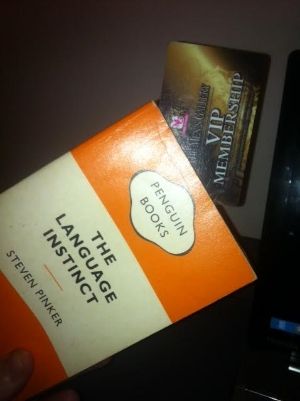 VIP
MEMBERSHIP
PENGUIN
BOOKS
THE
LANGUAGE
INSTINCT
STEVEN PINKER